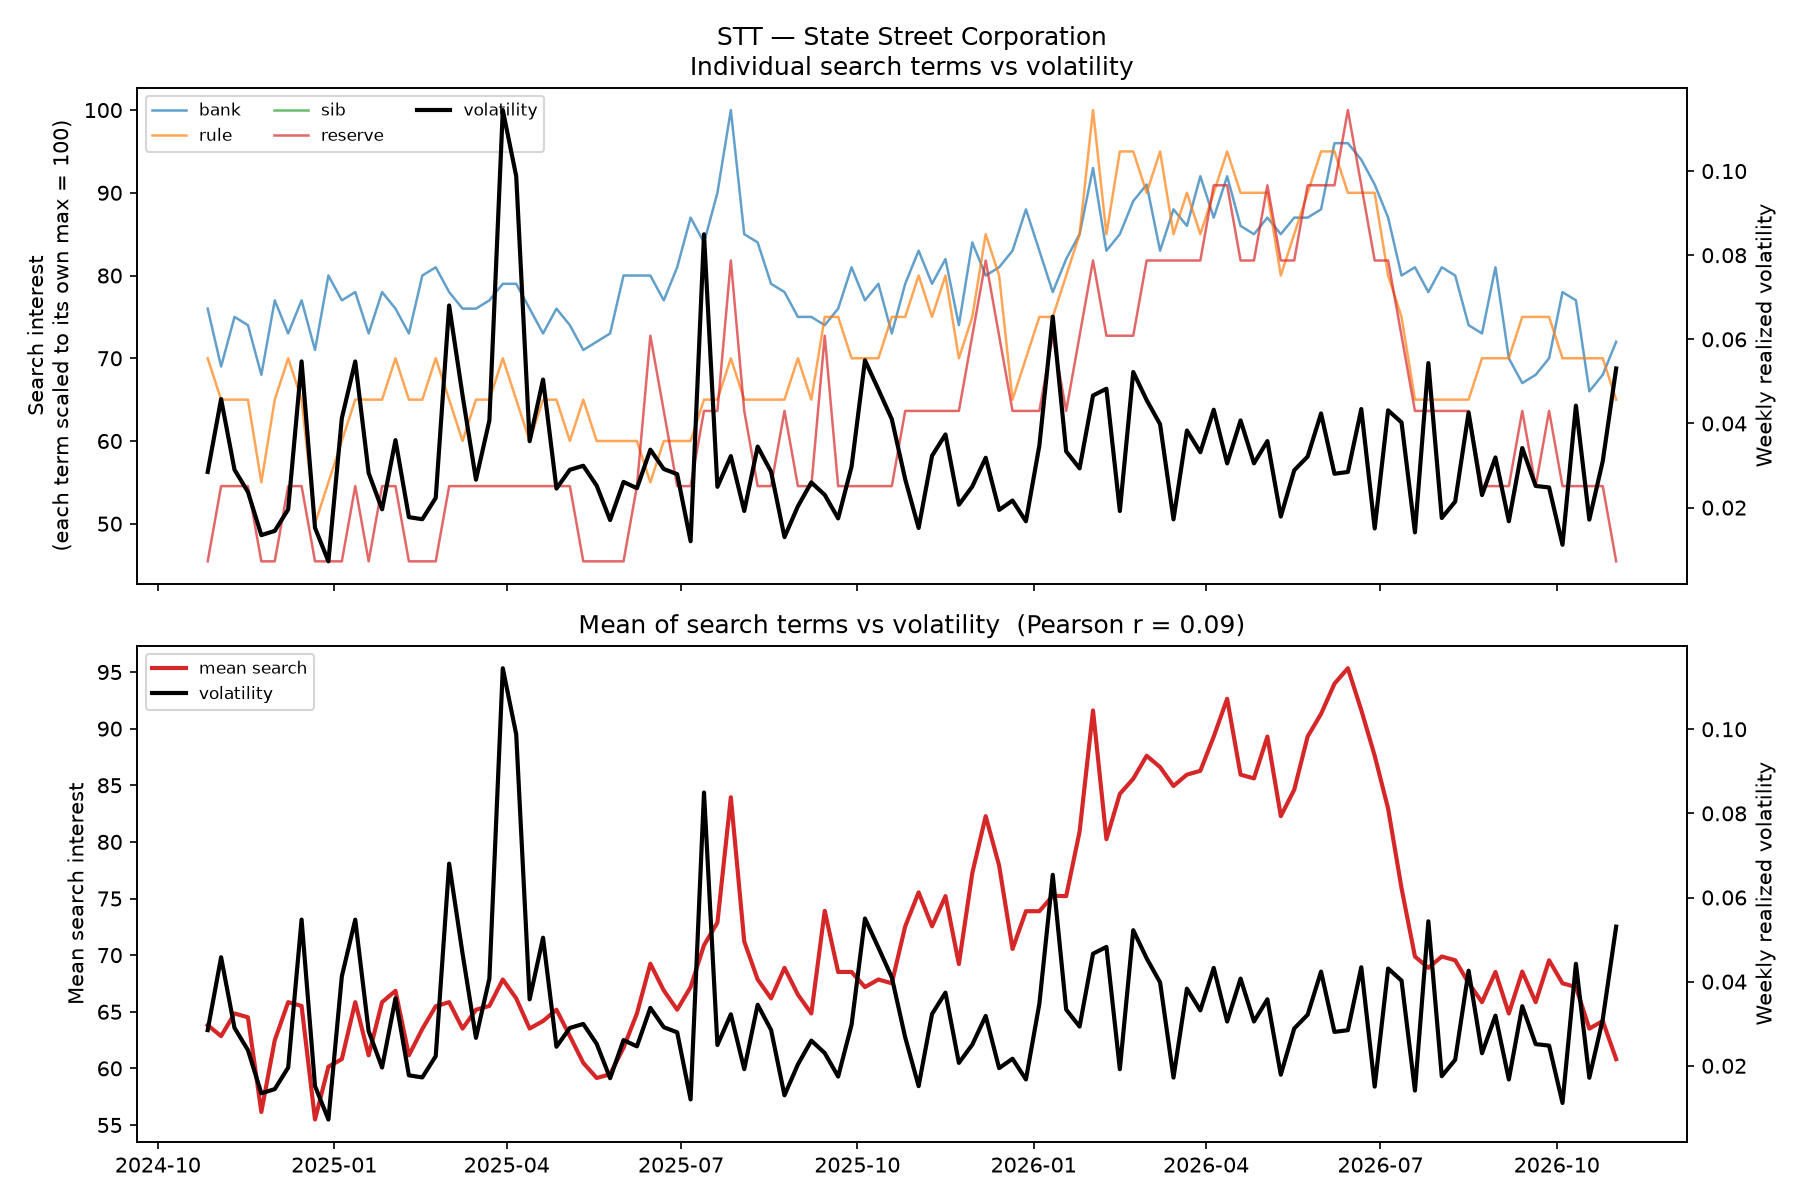 STT — State Street Corporation
Individual search terms vs volatility
bank
rule
sib
reserve
volatility
Search interest
(each term scaled to its own max = 100)
100
90
80
70
60
50
0.10
0.08
0.06
0.04
0.02
Weekly realized volatility
Mean of search terms vs volatility (Pearson r = 0.09)
mean search
volatility
Mean search interest
95
90
85
80
75
70
65
60
55
0.10
0.08
0.06
0.04
0.02
Weekly realized volatility
2024-10
2025-01
2025-04
2025-07
2025-10
2026-01
2026-04
2026-07
2026-10